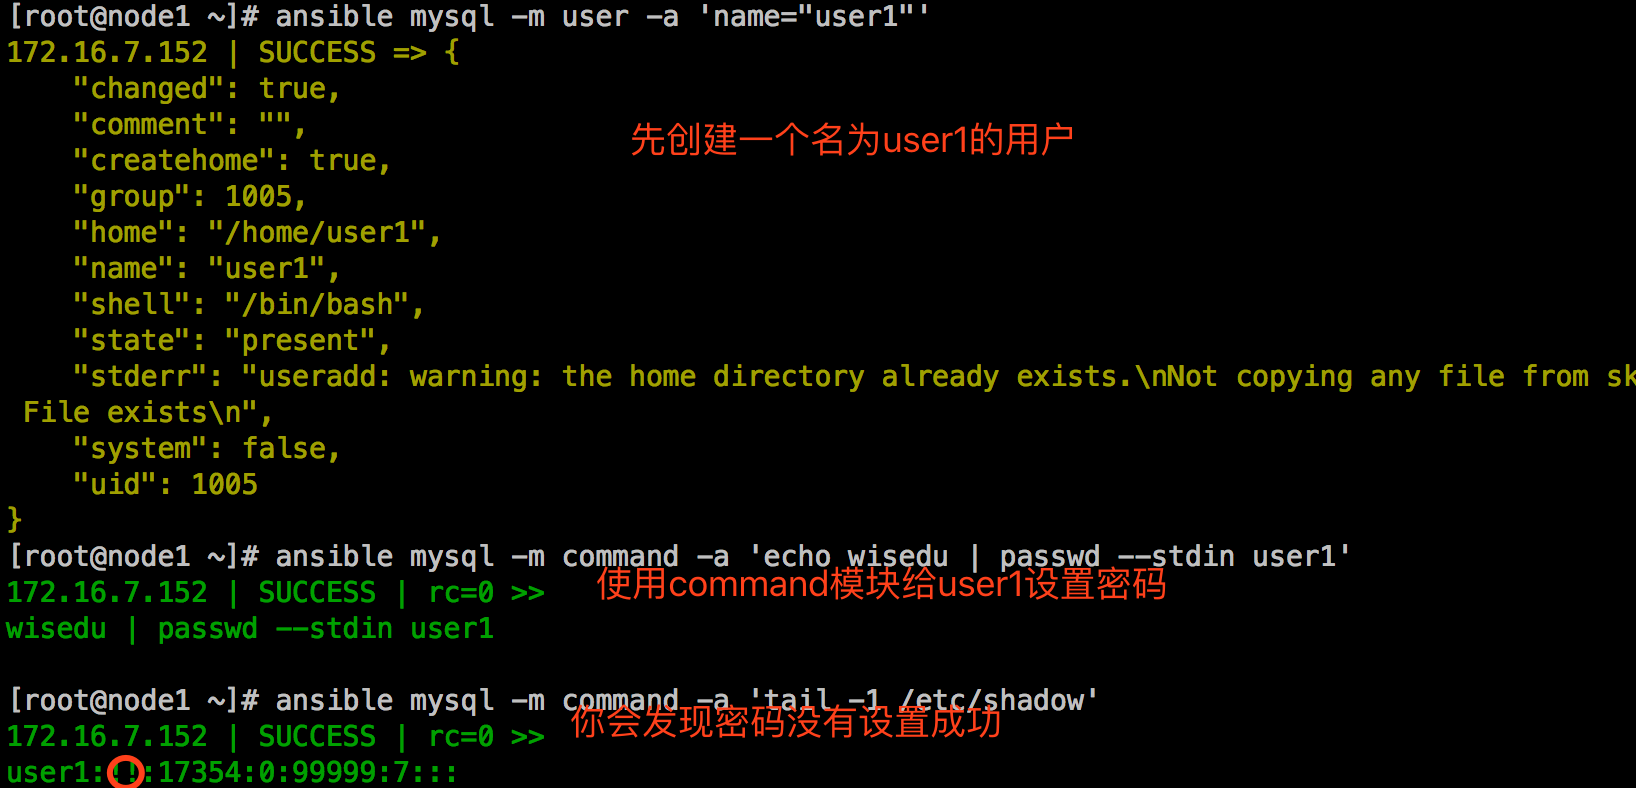 [root@node1 ~]# ansible mysql -m user -a 'name="user1"'
172.16.7.152 | SUCCESS => {
    "changed": true,
    "comment": "",
先创建一个名为user1的用户
    "createhome": true,
    "group": 1005,
    "home": "/home/user1",
    "name": "user1",
    "shell": "/bin/bash",
    "state": "present",
    "stderr": "useradd: warning: the home directory already exists.\nNot copying any file from sk
 File exists\n",
    "system": false,
    "uid": 1005
}
[root@node1 ~]# ansible mysql -m command -a 'echo wisedu | passwd --stdin user1'
172.16.7.152 | SUCCESS | rc=0 >>
使用command模块给user1设置密码
wisedu | passwd --stdin user1
[root@node1 ~]# ansible mysql -m command -a 'tail -1 /etc/shadow'
172.16.7.152 | SUCCESS | rc=0 >>
你会发现密码没有设置成功
user1:!!:17354:0:99999:7:::